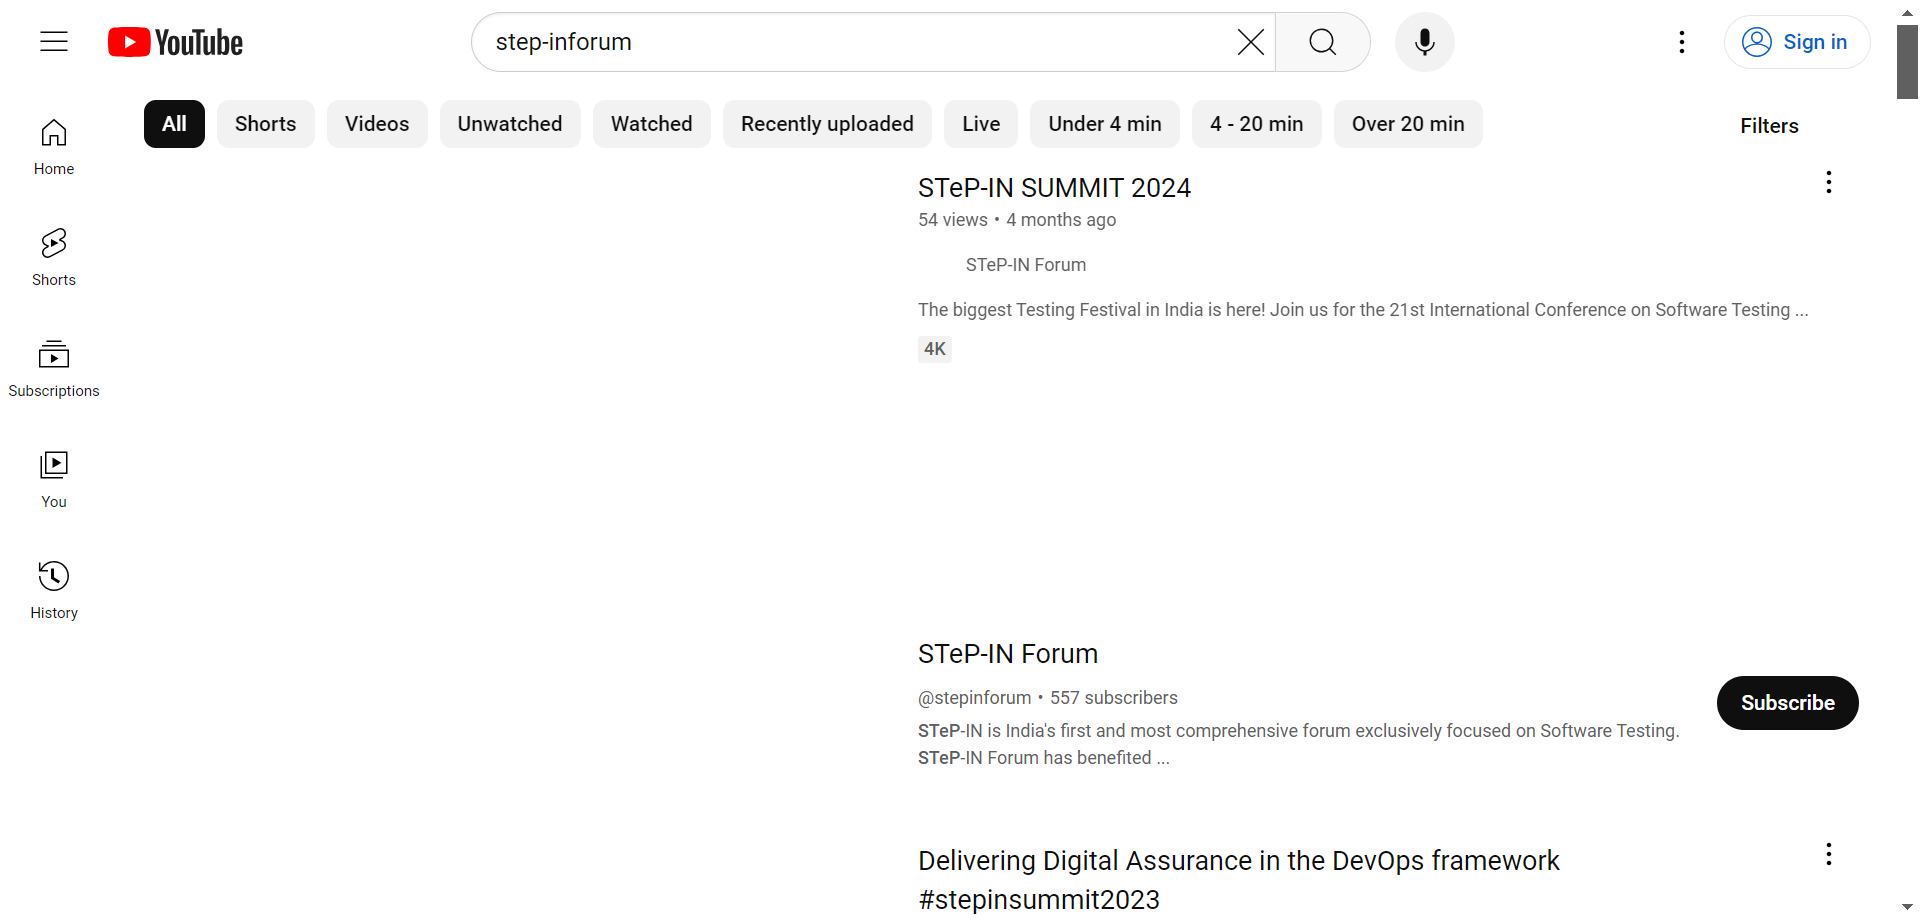 YouTube
step-inforum
Sign in
All
Shorts
Videos
Unwatched
Watched
Recently uploaded
Live
Under 4 min
4 - 20 min
Over 20 min
Filters
Home
Shorts
Subscriptions
You
History
STeP-IN SUMMIT 2024
54 views • 4 months ago
STeP-IN Forum
The biggest Testing Festival in India is here! Join us for the 21st International Conference on Software Testing ...
4K
STeP-IN Forum
@stepinforum • 557 subscribers
STeP-IN is India's first and most comprehensive forum exclusively focused on Software Testing.
STeP-IN Forum has benefited ...
Subscribe
Delivering Digital Assurance in the DevOps framework
#stepinsummit2023